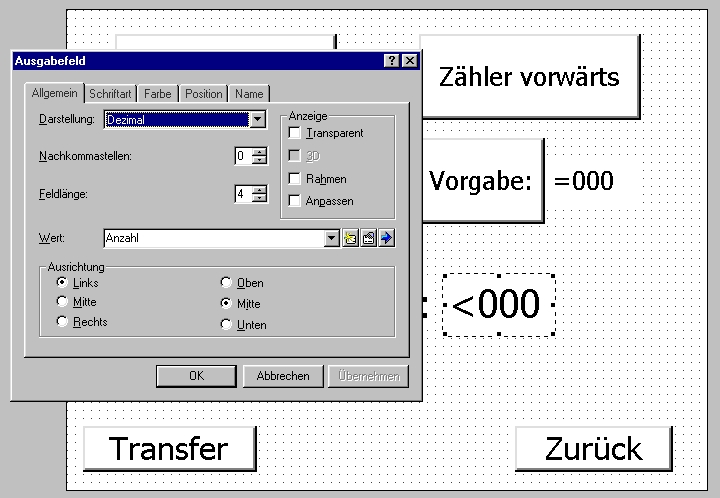 Ausgabefeld
Allgemein Schriftart Farbe Position Name
Darstellung: Dezimal
Nachkommastellen: 0
Feldlänge: 4
Anzeige
Transparent
3D
Rahmen
Anpassen
Wert: Anzahl
Ausrichtung
Links Oben
Mitte Mitte
Rechts Unten
OK Abbrechen Übernehmen
Zähler vorwärts
Vorgabe: =000
: <000
Transfer Zurück